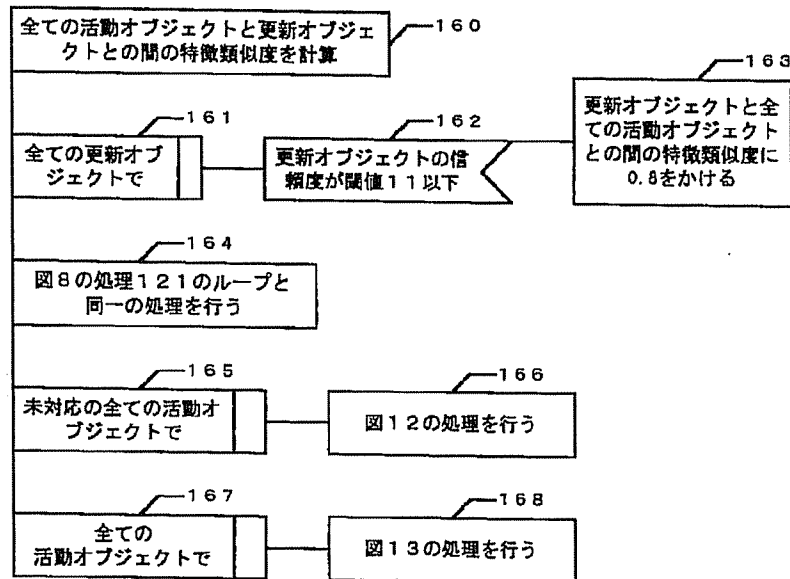 全ての活動オブジェクトと更新オブジェ
クトとの間の特徴類似度を計算
160
161
全ての更新オブ
ジェクトで
162
更新オブジェクトの信
頼度が閾値11以下
163
更新オブジェクトと全
ての活動オブジェクト
との間の特徴類似度に
0.8をかける
164
図8の処理121のループと
同一の処理を行う
165
未対応の全ての活動オ
ブジェクトで
166
図12の処理を行う
167
全ての
活動オブジェクトで
168
図13の処理を行う